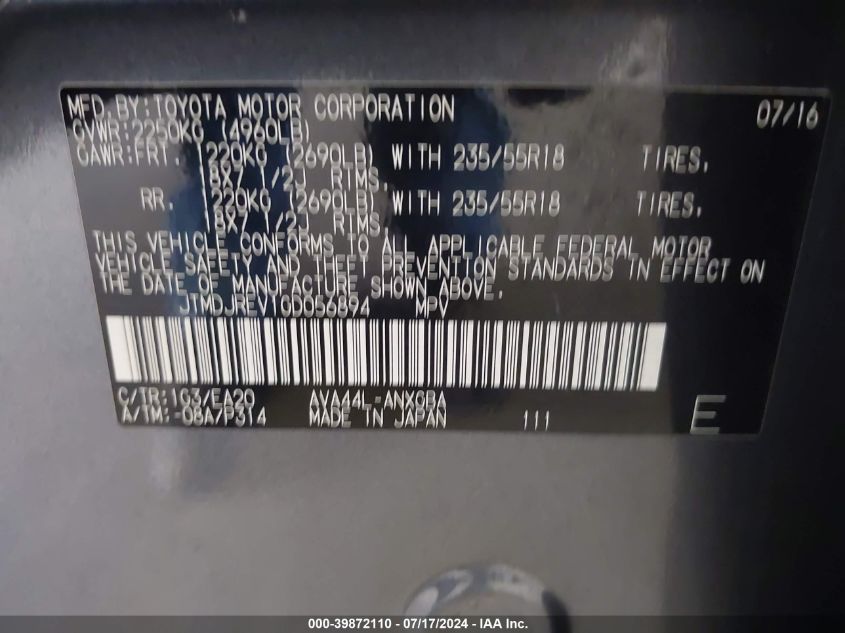 MFD.BY:TOYOTA MOTOR CORPORATION 07/16
GVWR:2250KG (4960LB)
GAWR:FRT. 1220KG (2690LB) WITH 235/55R18 TIRES,
18X7 1/2J RIMS,
RR. 1220KG (2690LB) WITH 235/55R18 TIRES,
18X7 1/2J RIMS
THIS VEHICLE CONFORMS TO ALL APPLICABLE FEDERAL MOTOR
VEHICLE SAFETY AND THEFT PREVENTION STANDARDS IN EFFECT ON
THE DATE OF MANUFACTURE SHOWN ABOVE.
JTMDJREV1GD056894 MPV
C/TR:1G3/EA20 AVA44L-ANXGBA
A/TM:-08A/P314 MADE IN JAPAN 111 E
000-39872110 - 07/17/2024 - IAA Inc.